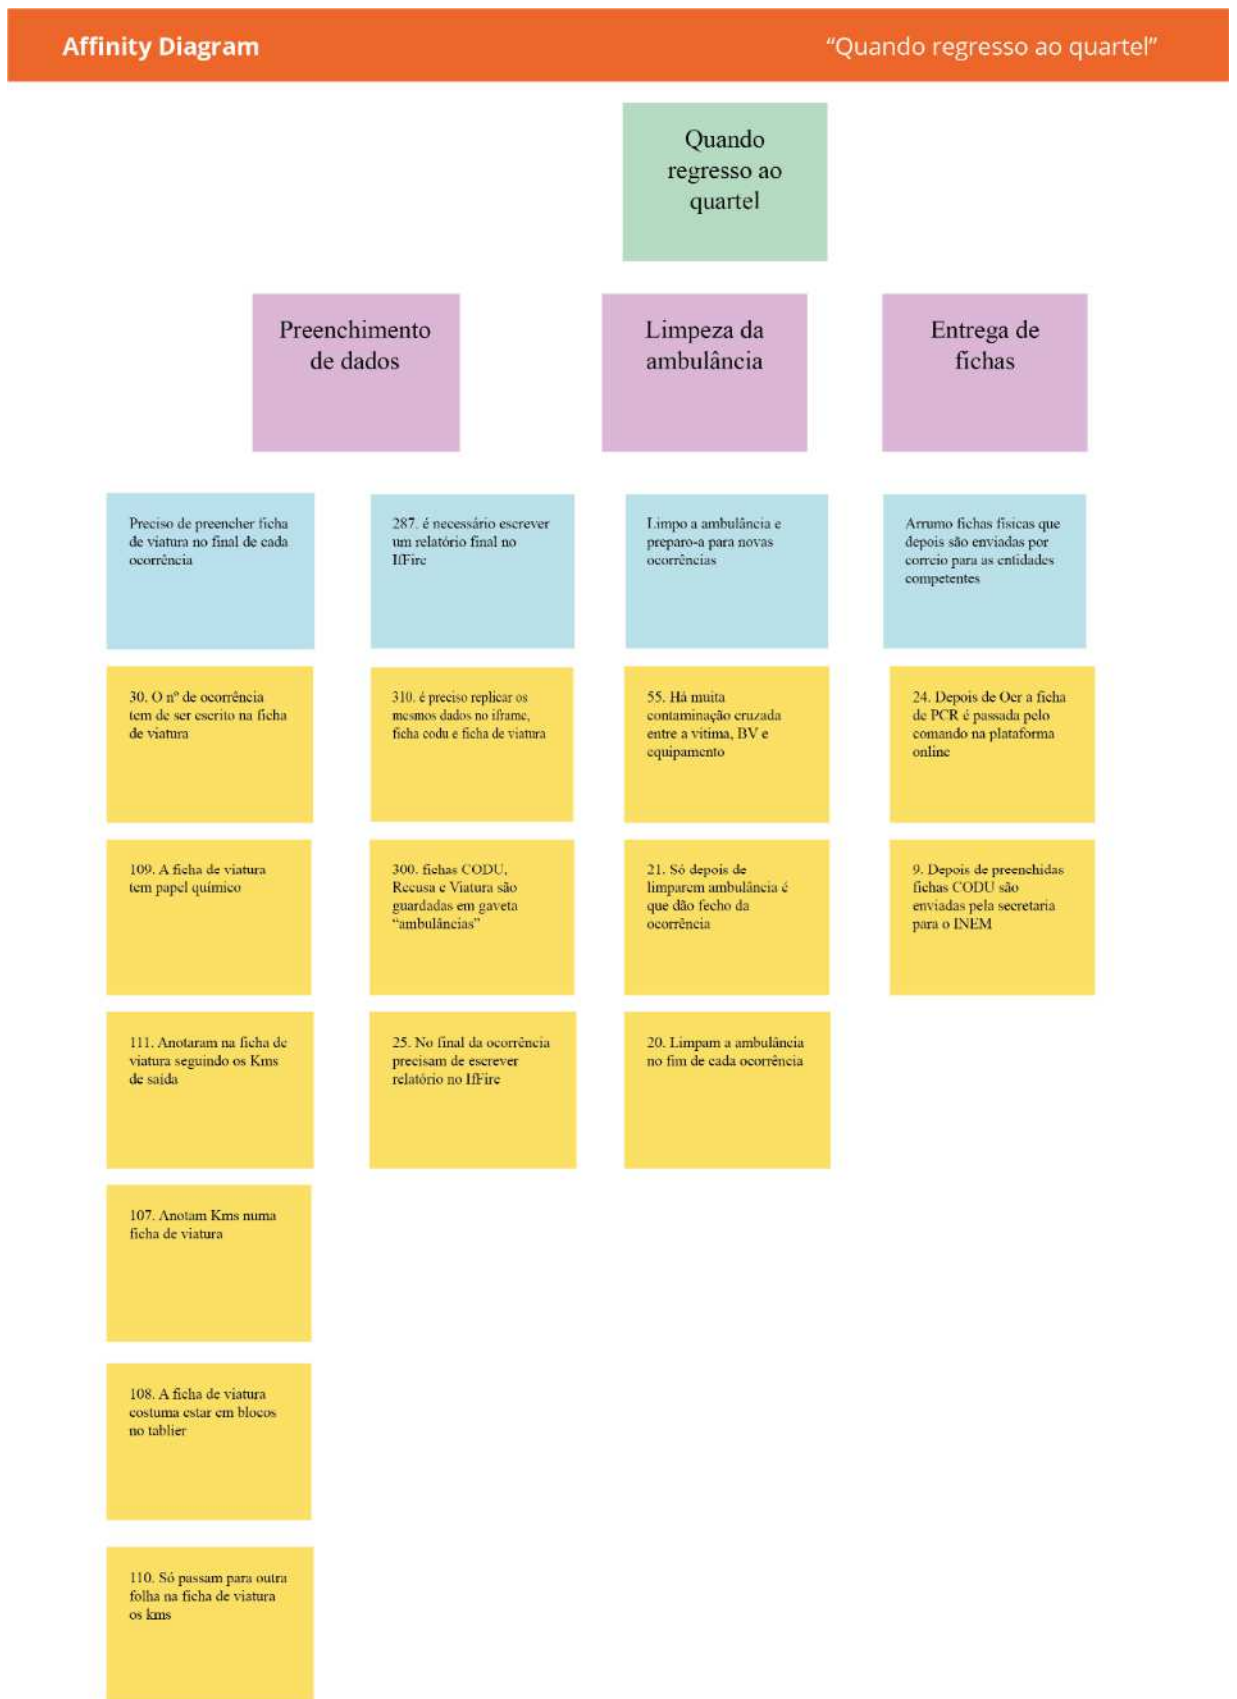 Affinity Diagram
“Quando regresso ao quartel”
Quando
regresso ao
quartel
Preenchimento
de dados
Limpeza da
ambulância
Entrega de
fichas
Preciso de preencher ficha
de viatura no final de cada
ocorrência
287. é necessário escrever
um relatório final no
IfFire
Limpo a ambulância e
preparo-a para novas
ocorrências
Arrumo fichas físicas que
depois são enviadas por
correio para as entidades
competentes
30. O nº de ocorrência
tem de ser escrito na ficha
de viatura
310. é preciso replicar os
mesmos dados no iframe,
ficha codu e ficha de viatura
55. Há muita
contaminação cruzada
entre a vítima, BV e
equipamento
24. Depois de Ocr a ficha
de PCR é passada pelo
comando na plataforma
online
109. A ficha de viatura
tem papel químico
300. fichas CODU,
Recusa e Viatura são
guardadas em gaveta
“ambulâncias”
21. Só depois de
limparem ambulância é
que dão fecho da
ocorrência
9. Depois de preenchidas
fichas CODU são
enviadas pela secretaria
para o INEM
111. Anotaram na ficha de
viatura seguindo os Kms
de saída
25. No final da ocorrência
precisam de escrever
relatório no IfFire
20. Limpam a ambulância
no fim de cada ocorrência
107. Anotam Kms numa
ficha de viatura
108. A ficha de viatura
costuma estar em blocos
no tablier
110. Só passam para outra
folha na ficha de viatura
os kms